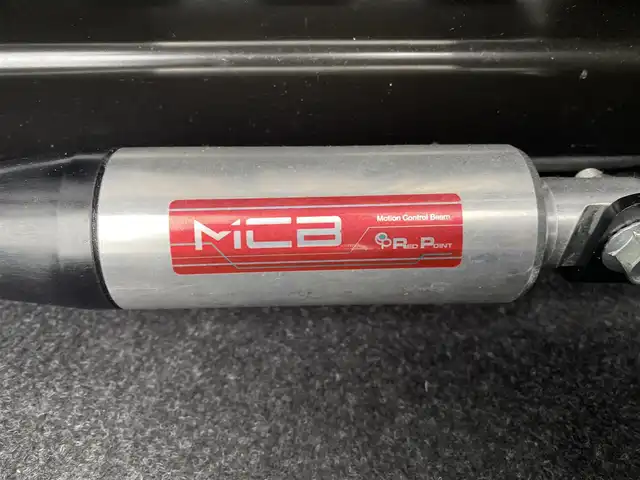 MCB
Motion Control Beam
Red Point